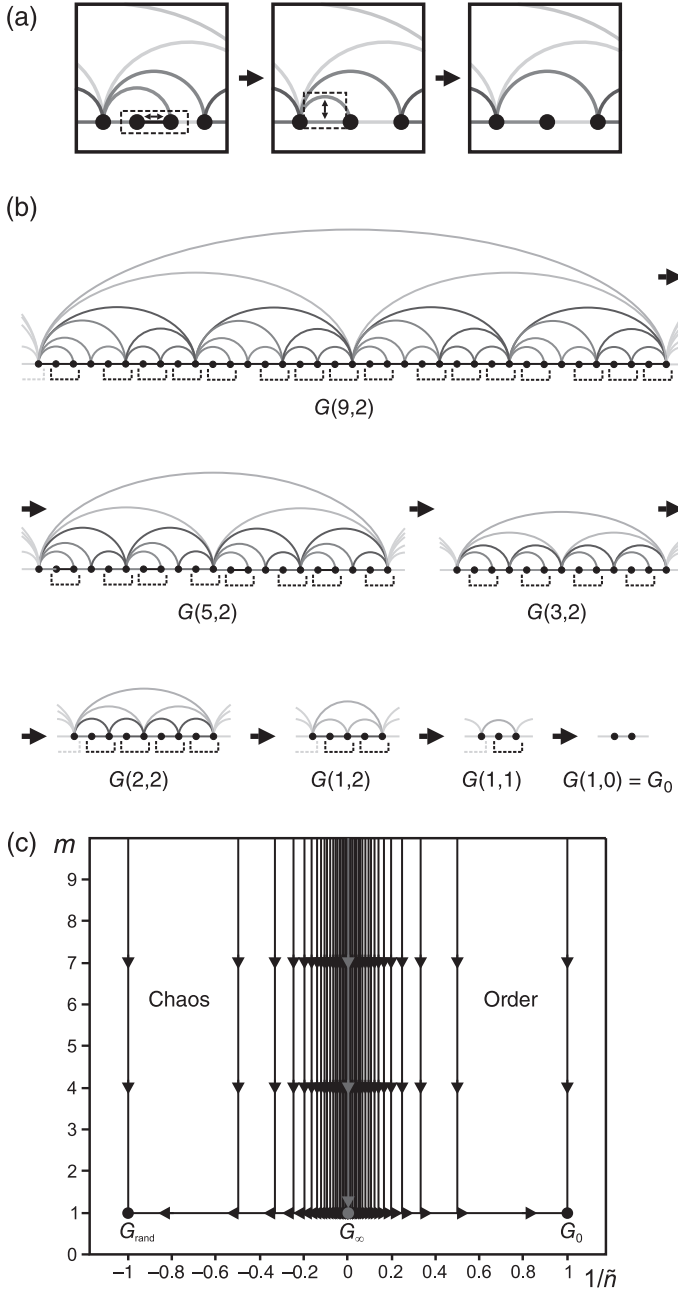 (a)
(b)
G(9,2)
G(5,2) G(3,2)
G(2,2) G(1,2) G(1,1) G(1,0) = G₀
(c) m
9
8
7
6
5
4
3
2
1
0
Chaos Order
G_rand G_∞ G₀
−1 −0.8 −0.6 −0.4 −0.2 0 0.2 0.4 0.6 0.8 1 1/ñ